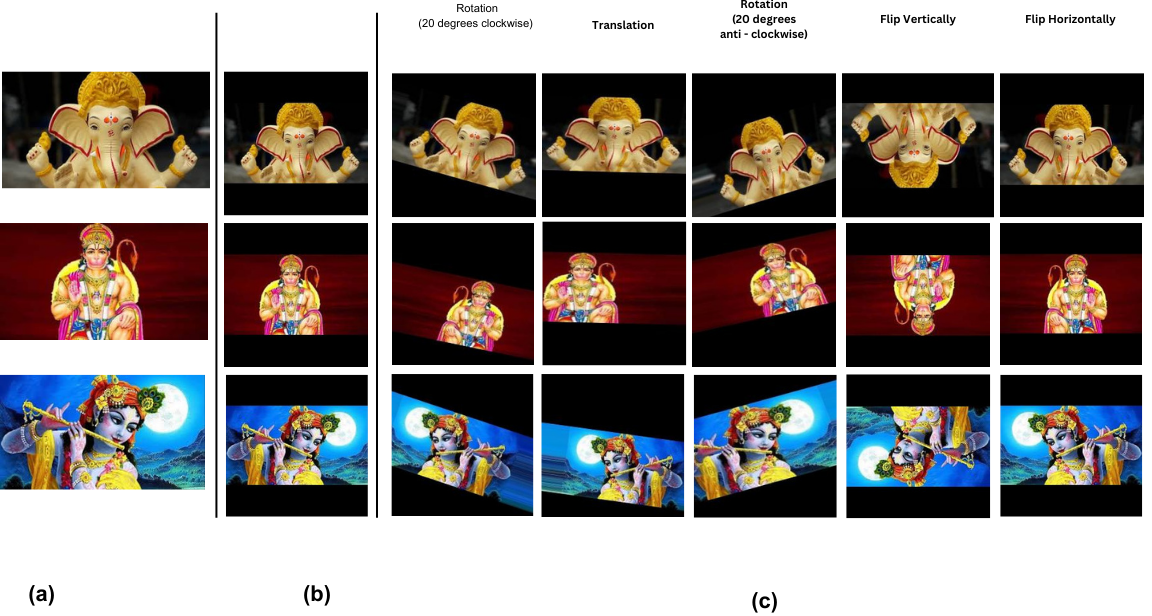 Rotation
(20 degrees clockwise)
Translation
Rotation
(20 degrees
anti - clockwise)
Flip Vertically
Flip Horizontally
(a)
(b)
(c)